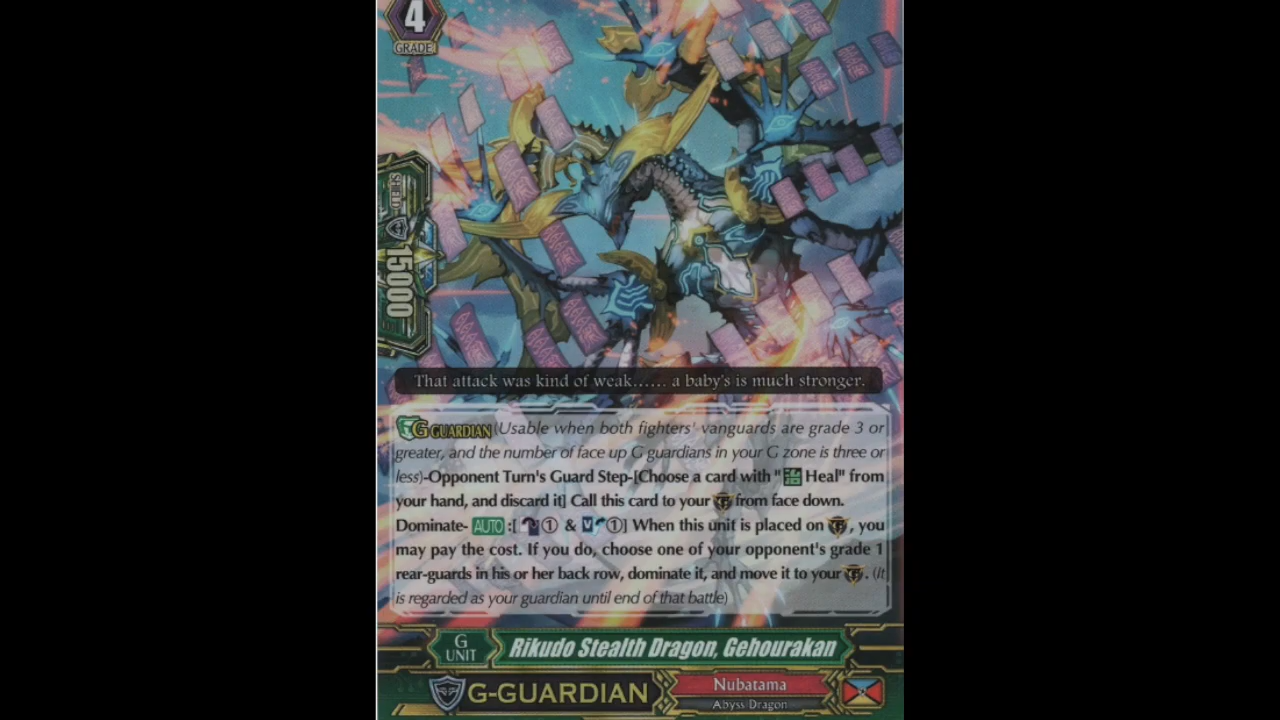 4
GRADE
SHIELD
15000
That attack was kind of weak...... a baby's is much stronger.
G GUARDIAN (Usable when both fighters' vanguards are grade 3 or
greater, and the number of face up G guardians in your G zone is three or
less)-Opponent Turn's Guard Step-[Choose a card with "治 Heal" from
your hand, and discard it] Call this card to your G from face down.
Dominate- AUTO :[ ① & V ①] When this unit is placed on G, you
may pay the cost. If you do, choose one of your opponent's grade 1
rear-guards in his or her back row, dominate it, and move it to your G. (It
is regarded as your guardian until end of that battle)
G
UNIT
Rikudo Stealth Dragon, Gehourakan
G-GUARDIAN
Nubatama
Abyss Dragon